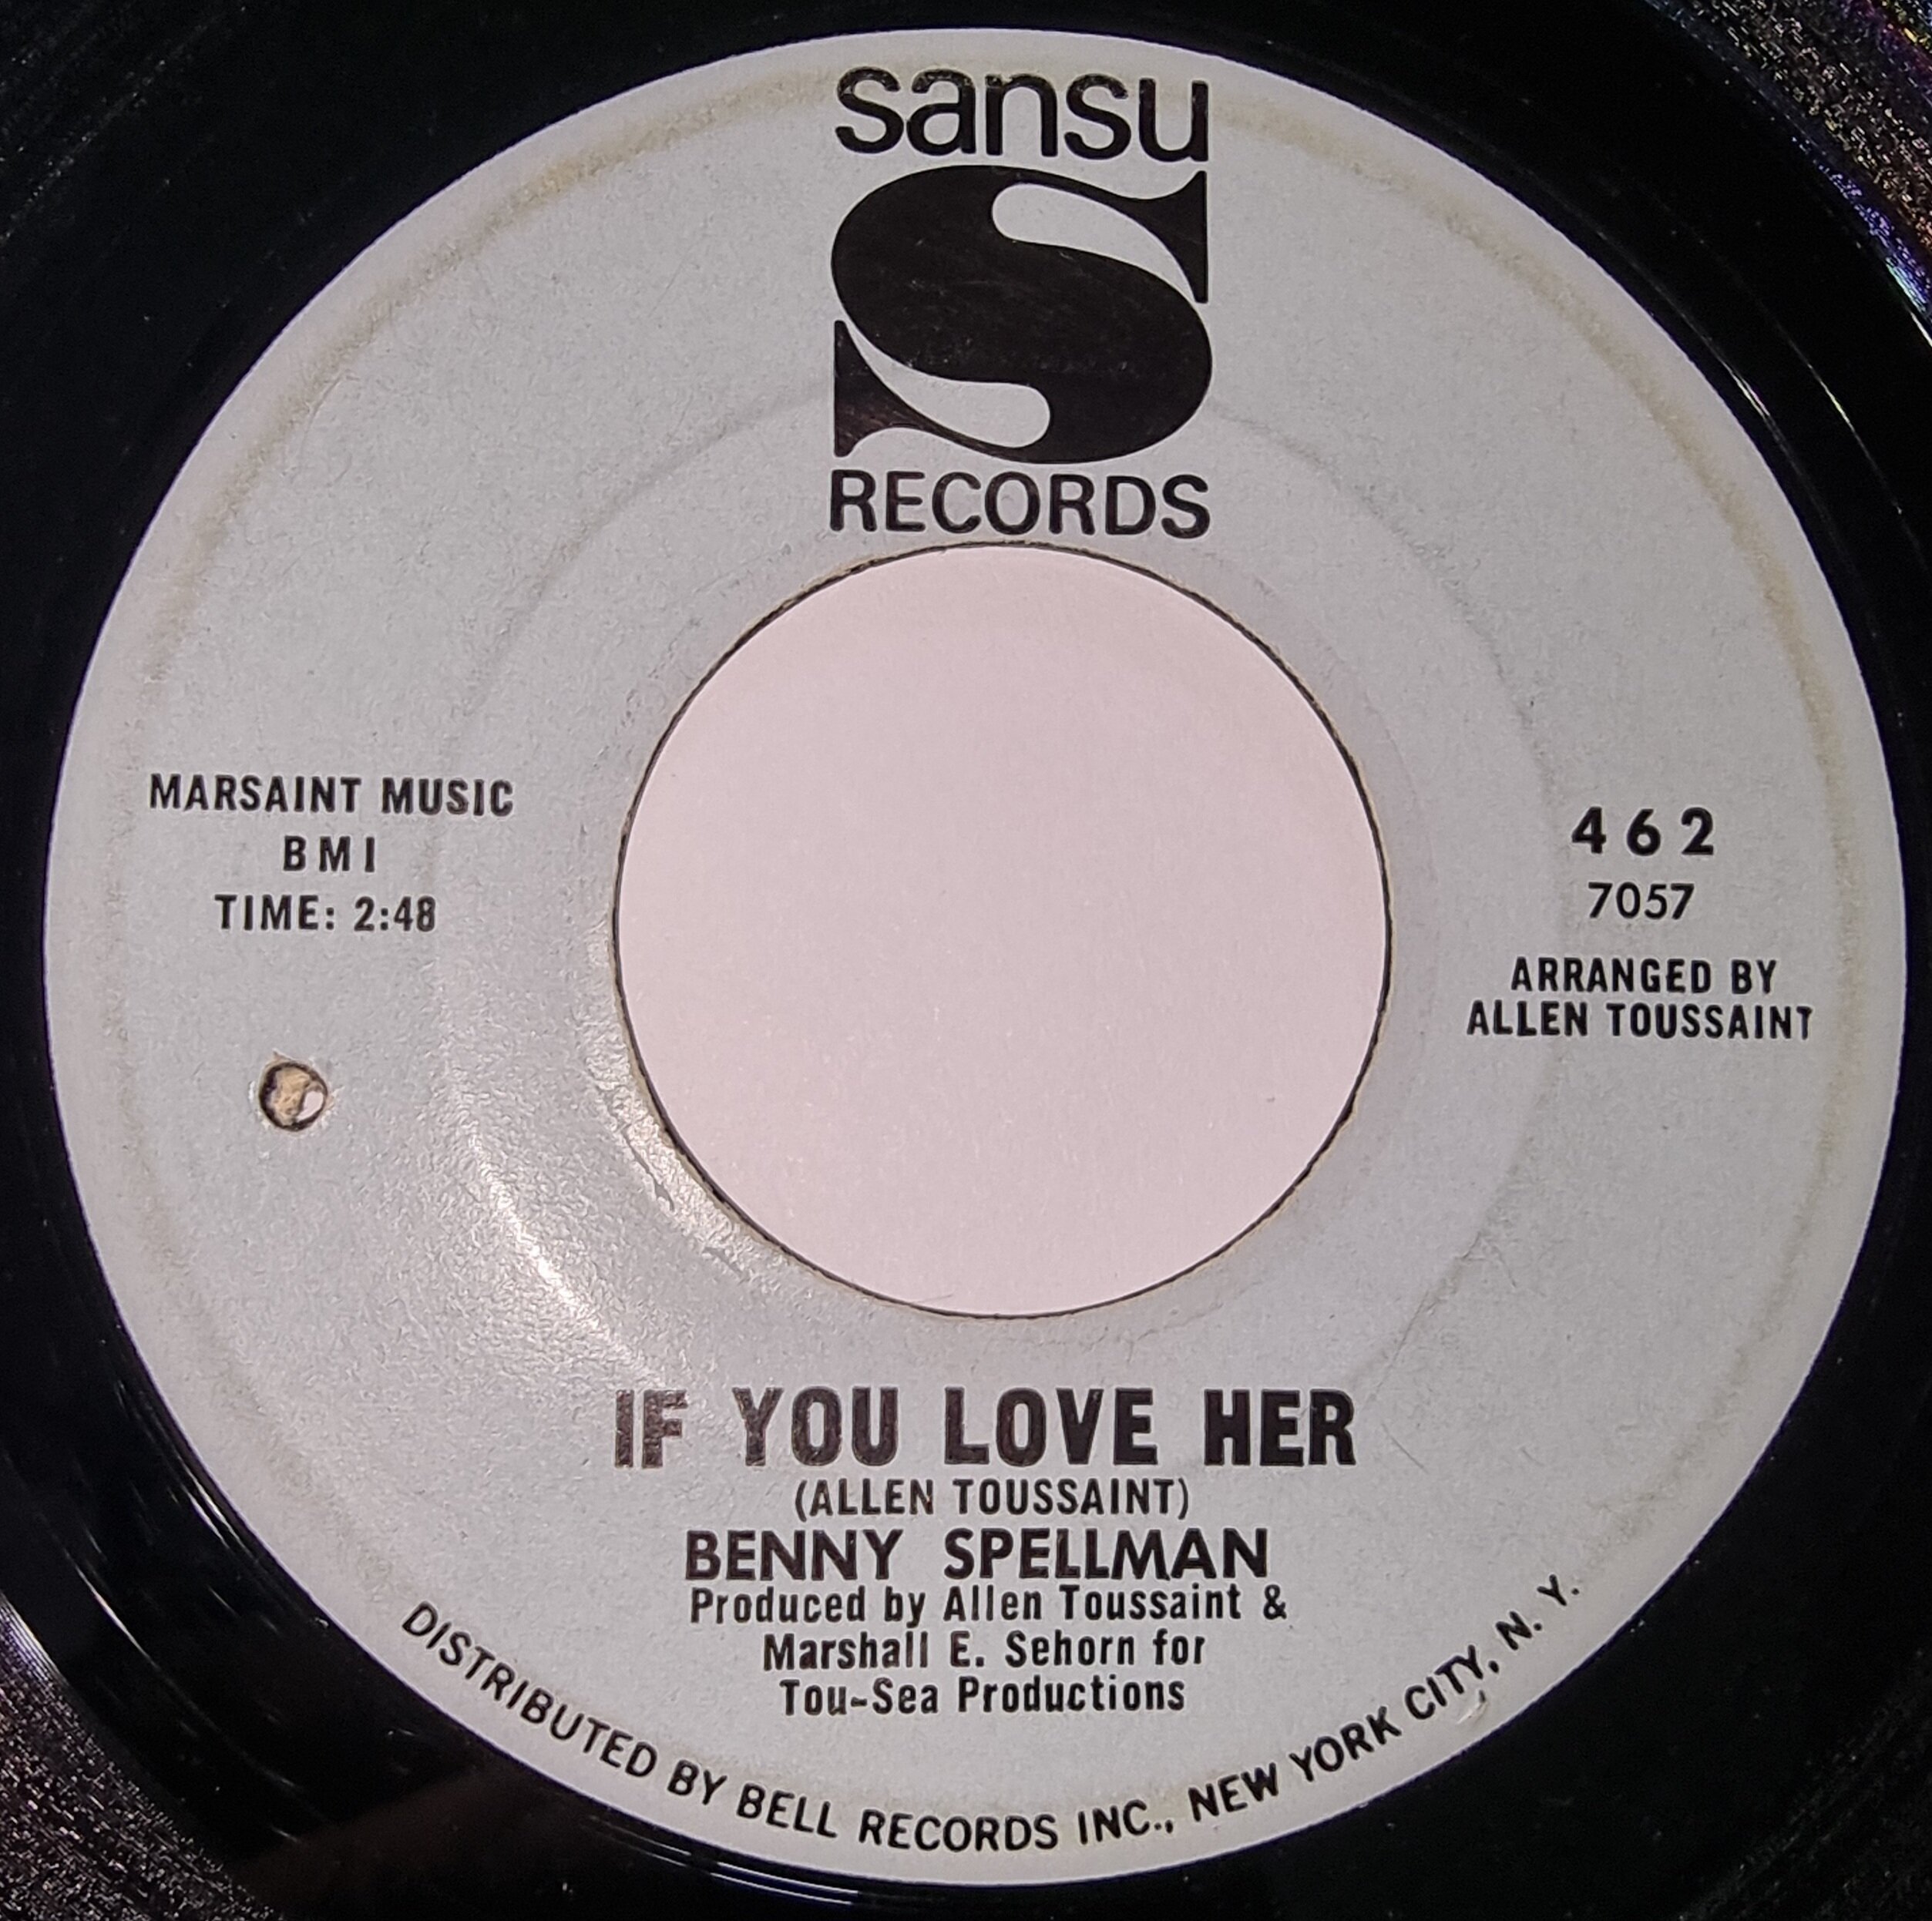 sansu
S
RECORDS
MARSAINT MUSIC
BMI
TIME: 2:48
462
7057
ARRANGED BY
ALLEN TOUSSAINT
IF YOU LOVE HER
(ALLEN TOUSSAINT)
BENNY SPELLMAN
Produced by Allen Toussaint &
Marshall E. Sehorn for
Tou-Sea Productions
DISTRIBUTED BY BELL RECORDS INC., NEW YORK CITY, N. Y.